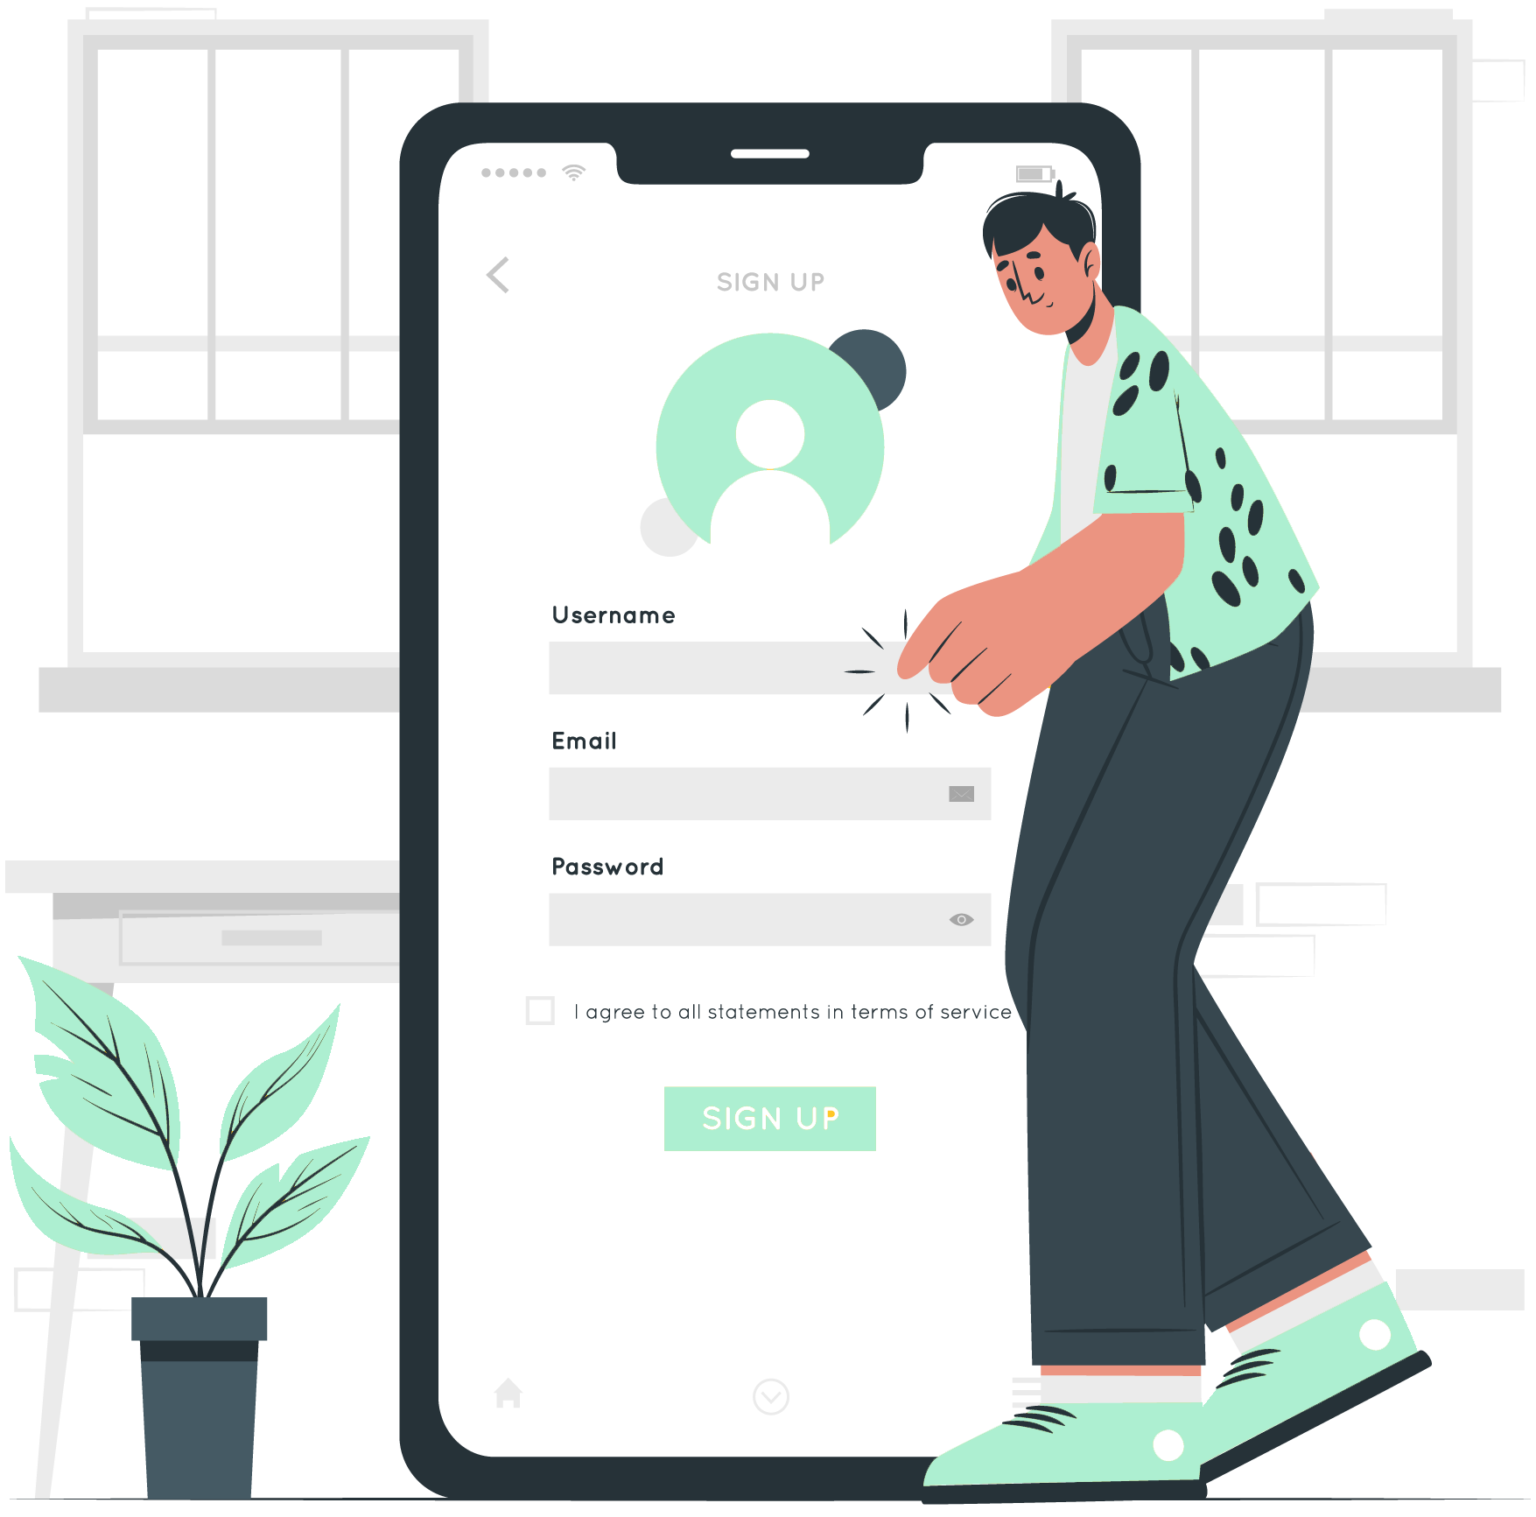 SIGN UP
Username
Email
Password
I agree to all statements in terms of service
SIGN UP